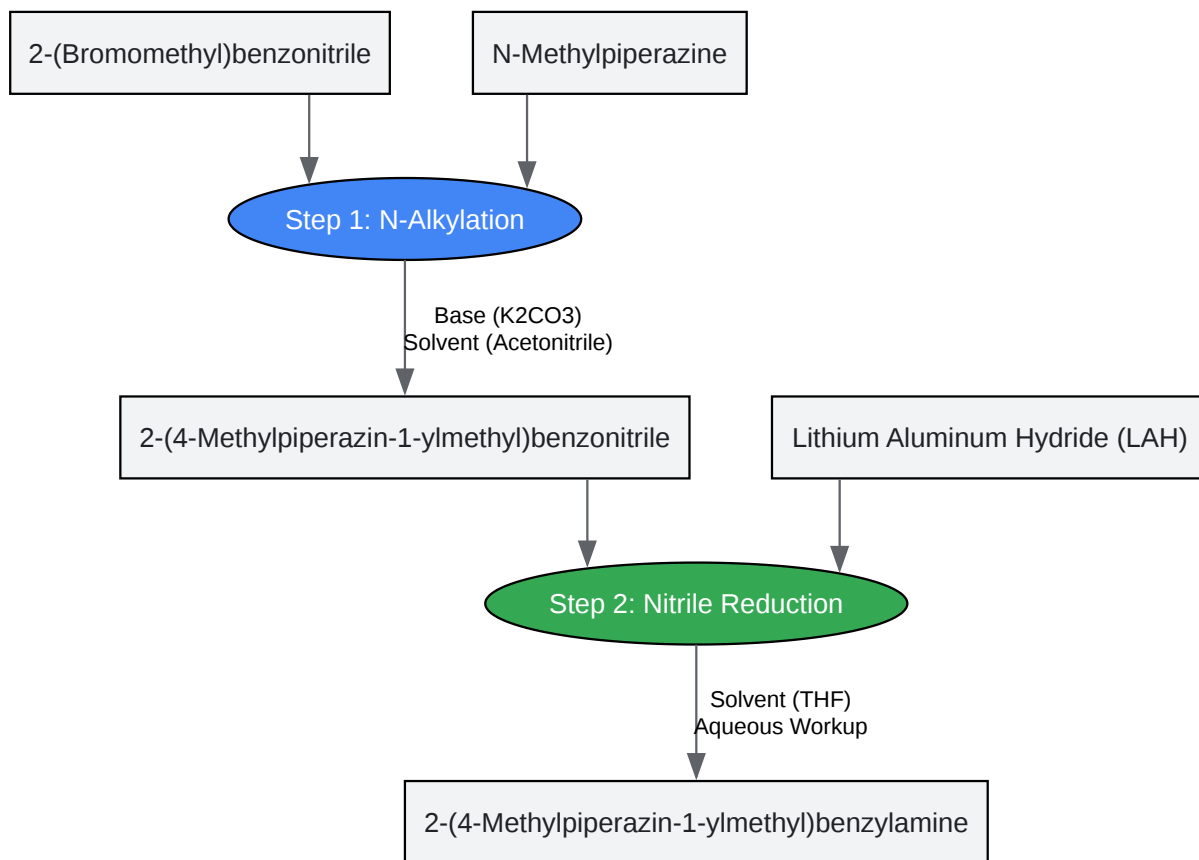 2-(Bromomethyl)benzonitrile
N-Methylpiperazine
Step 1: N-Alkylation
Base (K2CO3)
Solvent (Acetonitrile)
2-(4-Methylpiperazin-1-ylmethyl)benzonitrile
Lithium Aluminum Hydride (LAH)
Step 2: Nitrile Reduction
Solvent (THF)
Aqueous Workup
2-(4-Methylpiperazin-1-ylmethyl)benzylamine